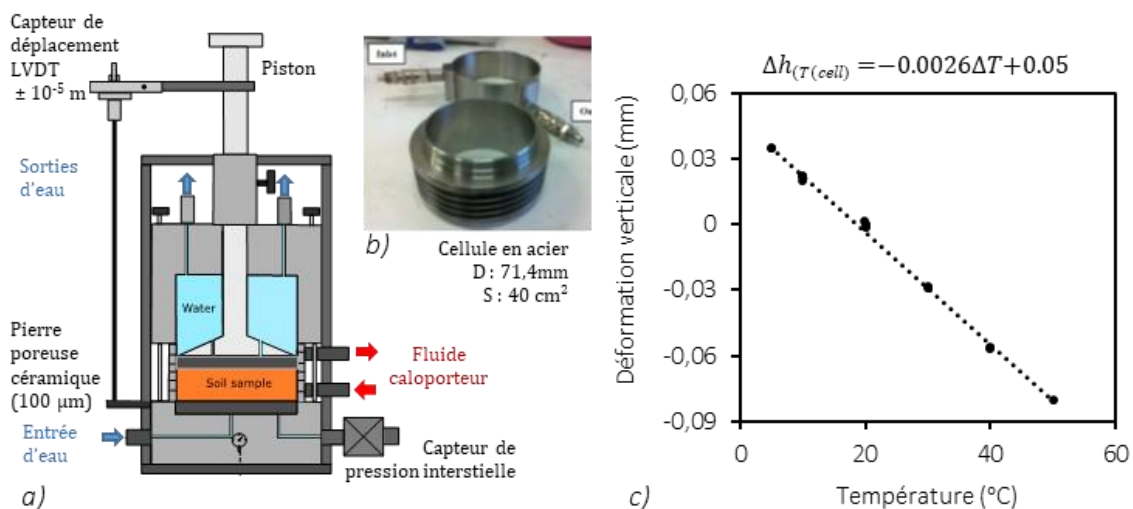 Capteur de
déplacement
LVDT
± 10⁻⁵ m
Piston
Sorties
d'eau
Water
Pierre
poreuse
céramique
(100 µm)
Soil sample
Fluide
caloporteur
Entrée
d'eau
Capteur de
pression interstielle
a)
Inlet
b)
Cellule en acier
D : 71,4mm
S : 40 cm²
Δh(T(cell) =−0.0026ΔT+0.05
Déformation verticale (mm)
0,06
0,03
0
-0,03
-0,06
-0,09
0 20 40 60
Température (°C)
c)